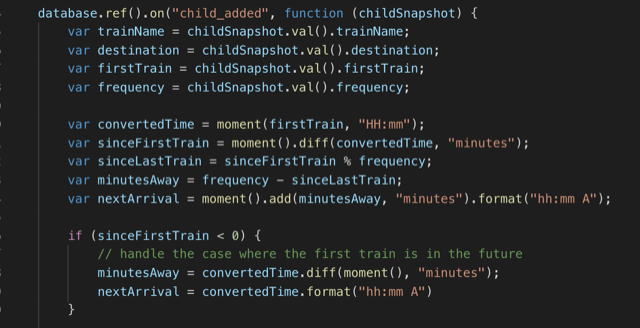 database.ref().on("child_added", function (childSnapshot) {
var trainName = childSnapshot.val().trainName;
var destination = childSnapshot.val().destination;
var firstTrain = childSnapshot.val().firstTrain;
var frequency = childSnapshot.val().frequency;
var convertedTime = moment(firstTrain, "HH:mm");
var sinceFirstTrain = moment().diff(convertedTime, "minutes");
var sinceLastTrain = sinceFirstTrain % frequency;
var minutesAway = frequency - sinceLastTrain;
var nextArrival = moment().add(minutesAway, "minutes").format("hh:mm A");
if (sinceFirstTrain < 0) {
// handle the case where the first train is in the future
minutesAway = convertedTime.diff(moment(), "minutes");
nextArrival = convertedTime.format("hh:mm A")
}